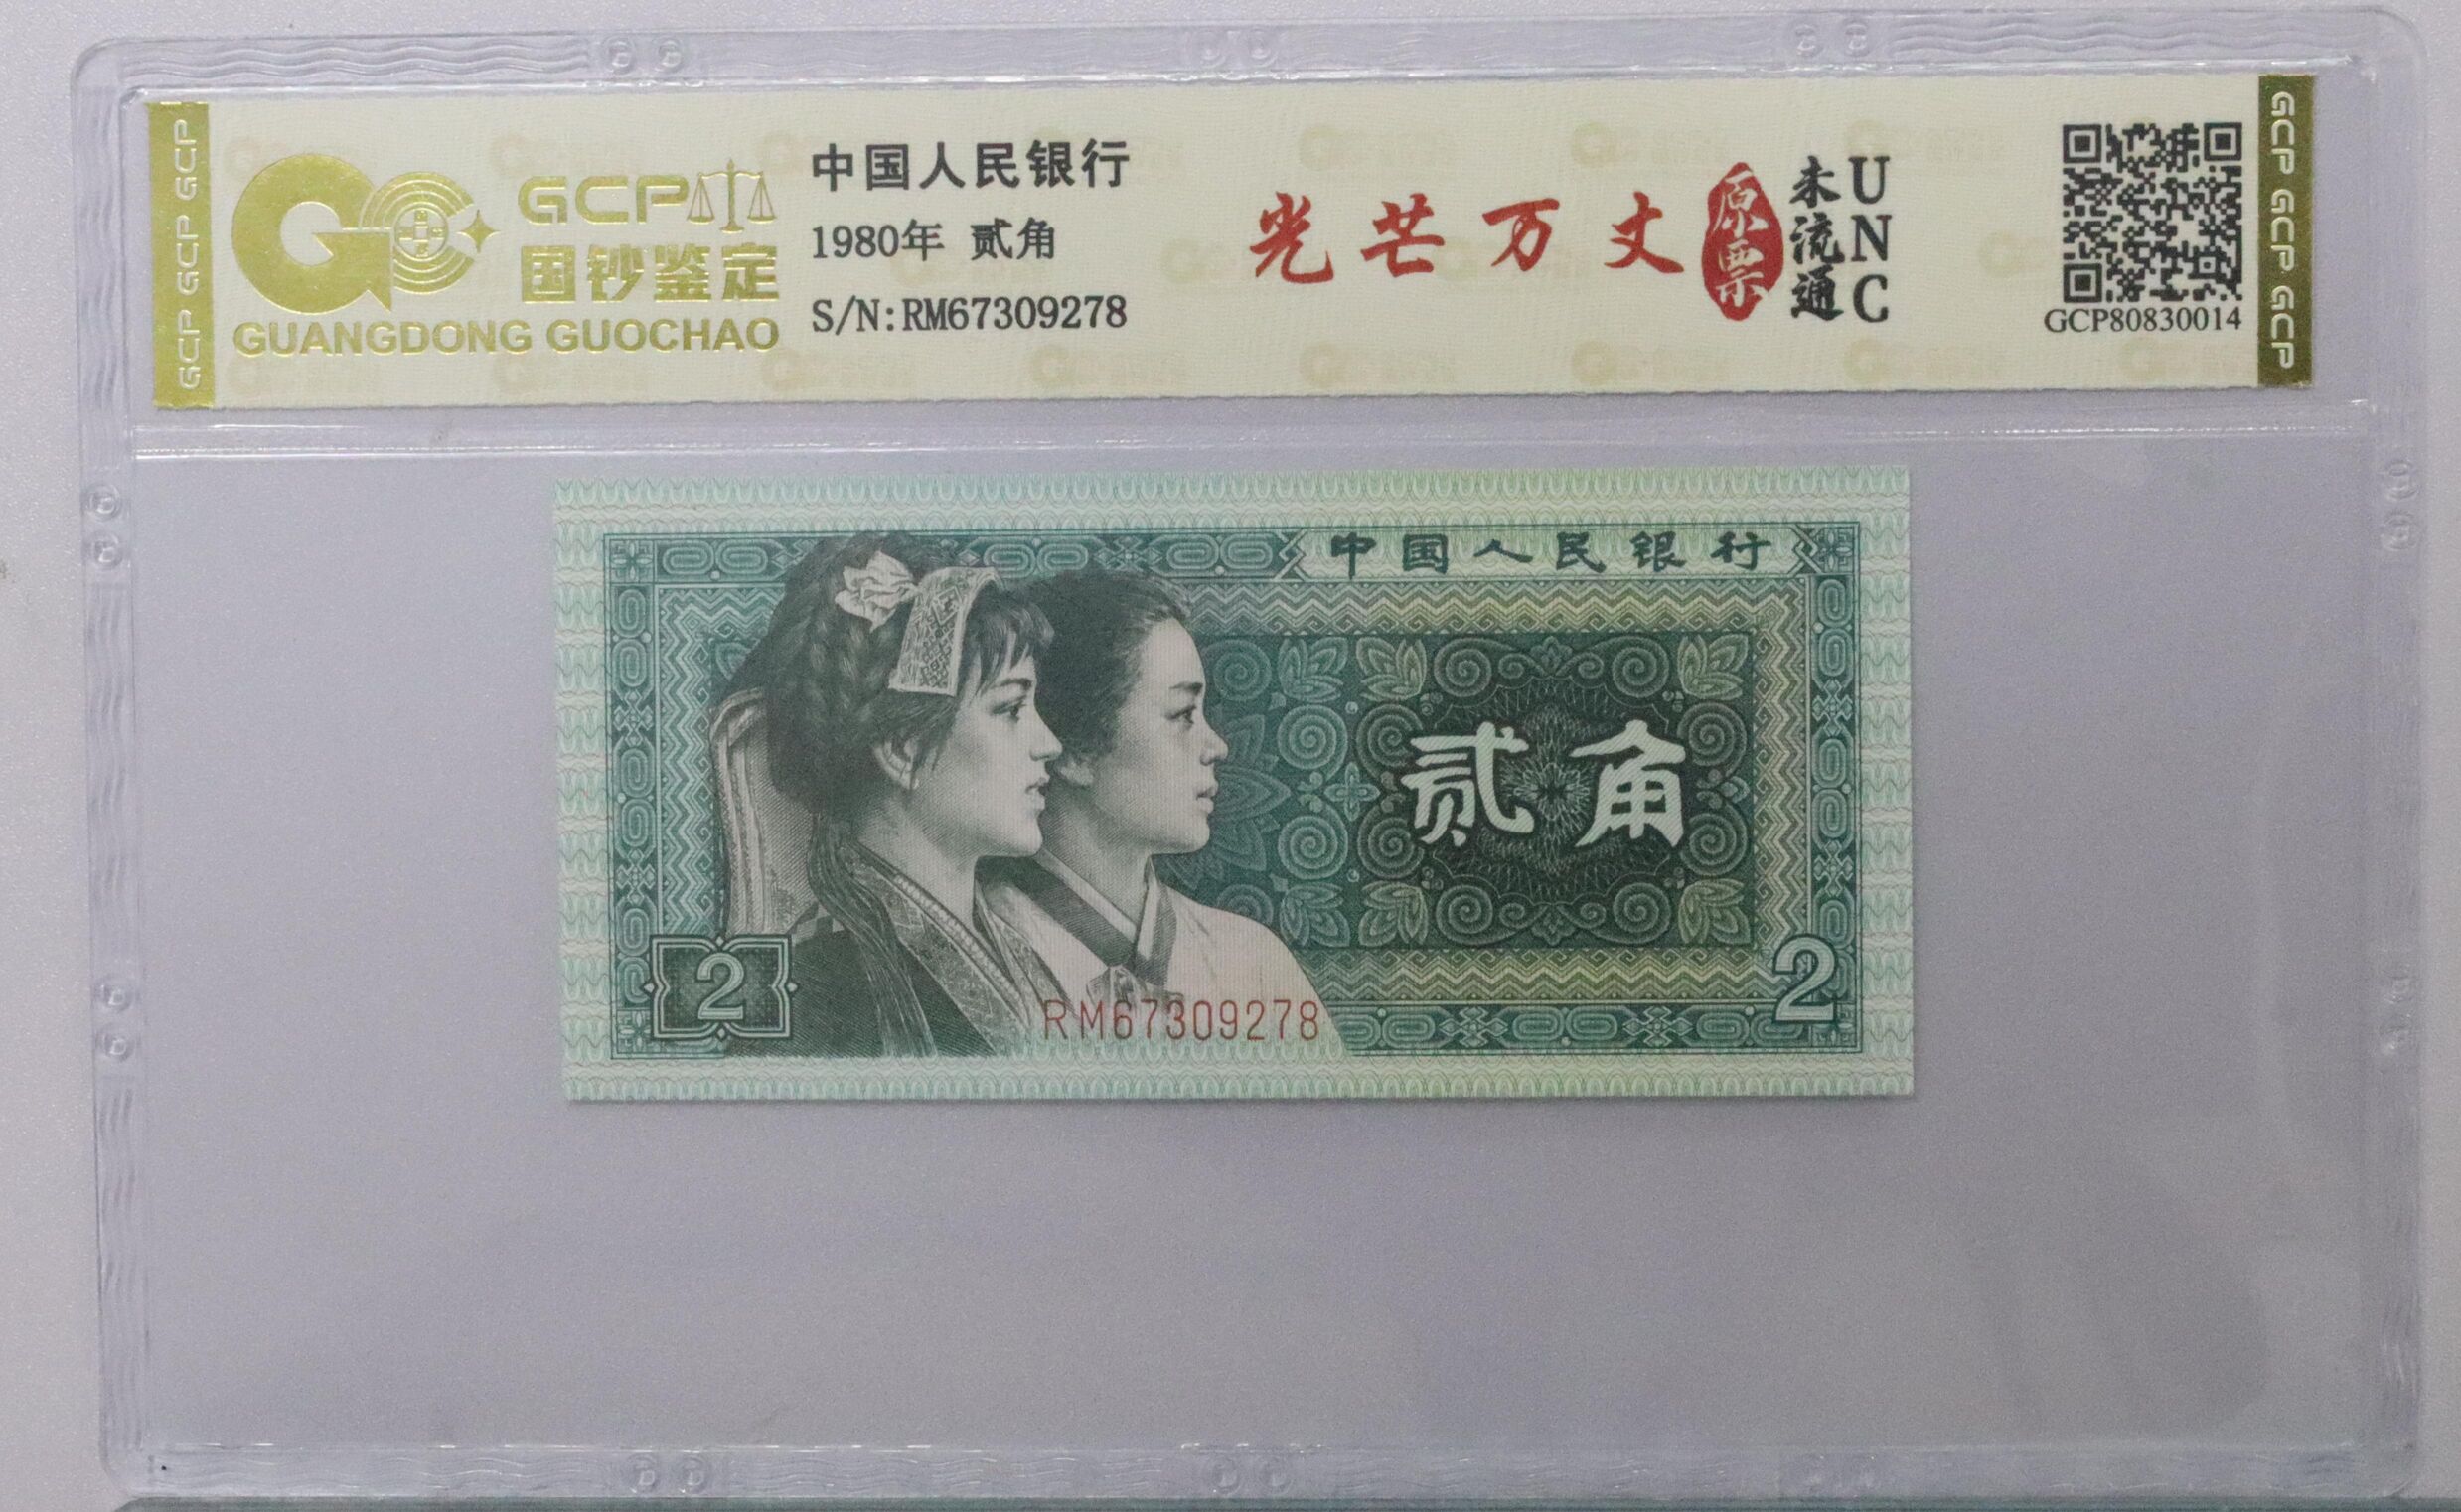 GCP GCP GCP
GCP
国钞鉴定
GUANGDONG GUOCHAO
中国人民银行
1980年 贰角
S/N:RM67309278
光芒万丈
原票
未流通
UNC
GCP80830014
GCP GCP GCP
中国人民银行
贰角
2
2
RM67309278